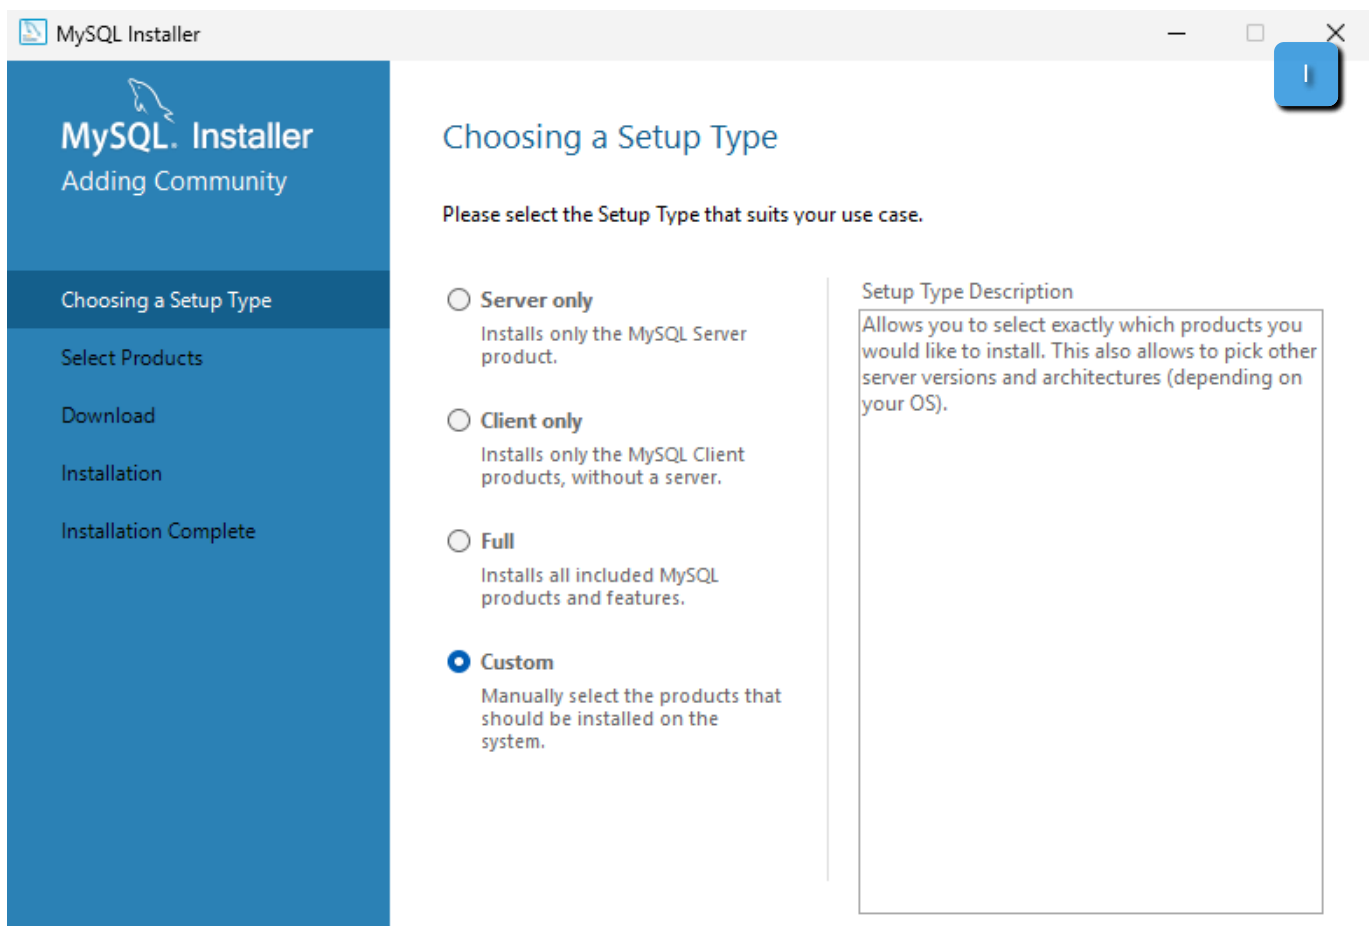 MySQL Installer
MySQL. Installer
Adding Community
Choosing a Setup Type
Select Products
Download
Installation
Installation Complete
I
Choosing a Setup Type
Please select the Setup Type that suits your use case.
Server only
Installs only the MySQL Server
product.
Client only
Installs only the MySQL Client
products, without a server.
Full
Installs all included MySQL
products and features.
Custom
Manually select the products that
should be installed on the
system.
Setup Type Description
Allows you to select exactly which products you
would like to install. This also allows to pick other
server versions and architectures (depending on
your OS).